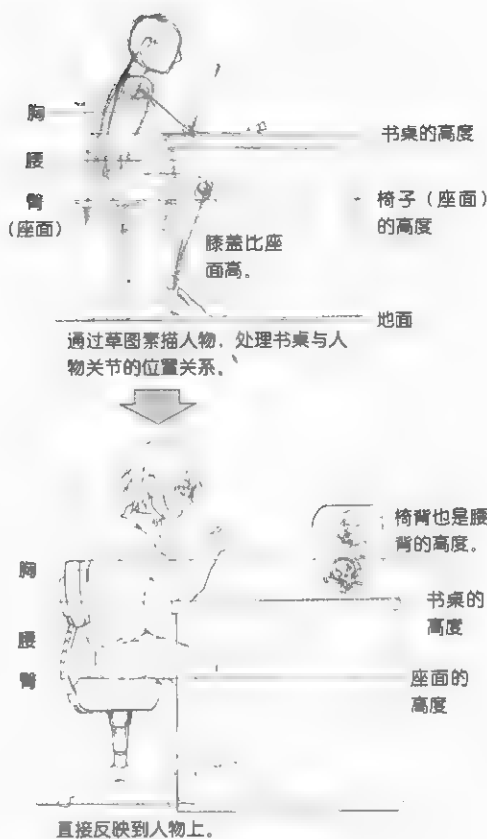 胸
书桌的高度
腰
臀
(座面)
椅子(座面)
的高度
膝盖比座
面高。
地面
通过草图素描人物,处理书桌与人
物关节的位置关系。
椅背也是腰
背的高度。
胸
书桌的
高度
腰
臀
座面的
高度
直接反映到人物上。